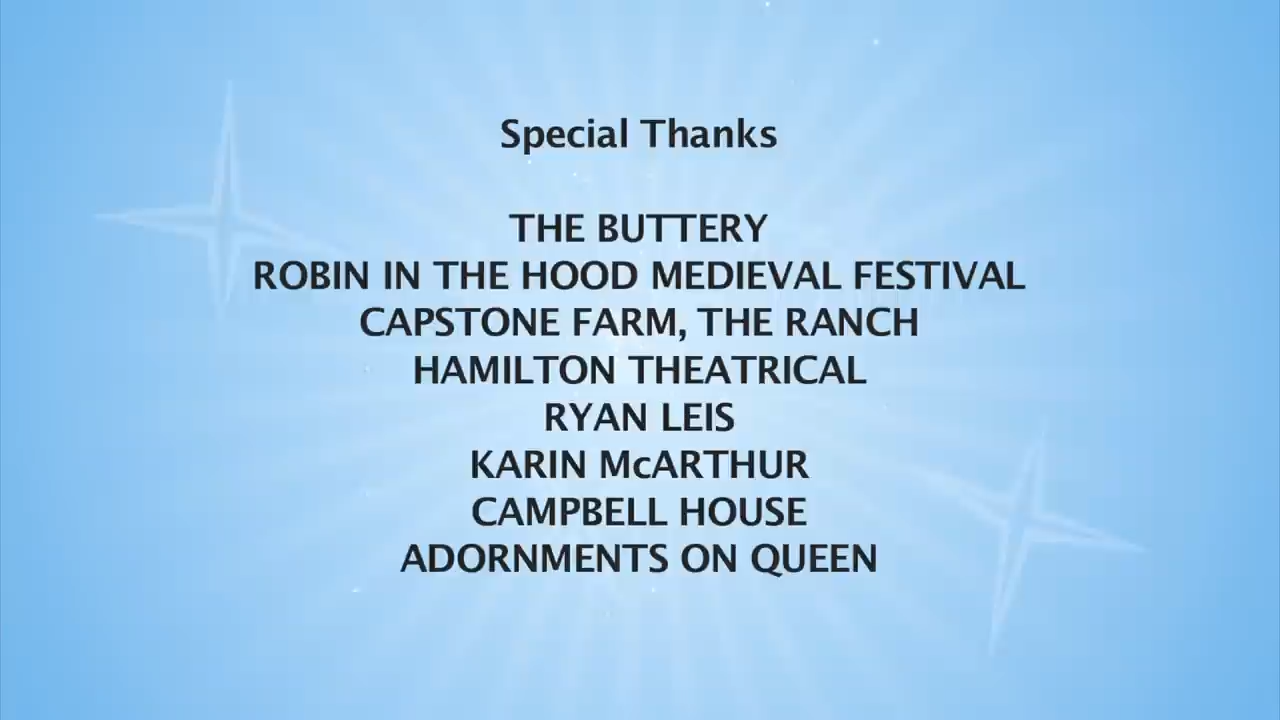 Special Thanks
THE BUTTERY
ROBIN IN THE HOOD MEDIEVAL FESTIVAL
CAPSTONE FARM, THE RANCH
HAMILTON THEATRICAL
RYAN LEIS
KARIN McARTHUR
CAMPBELL HOUSE
ADORNMENTS ON QUEEN